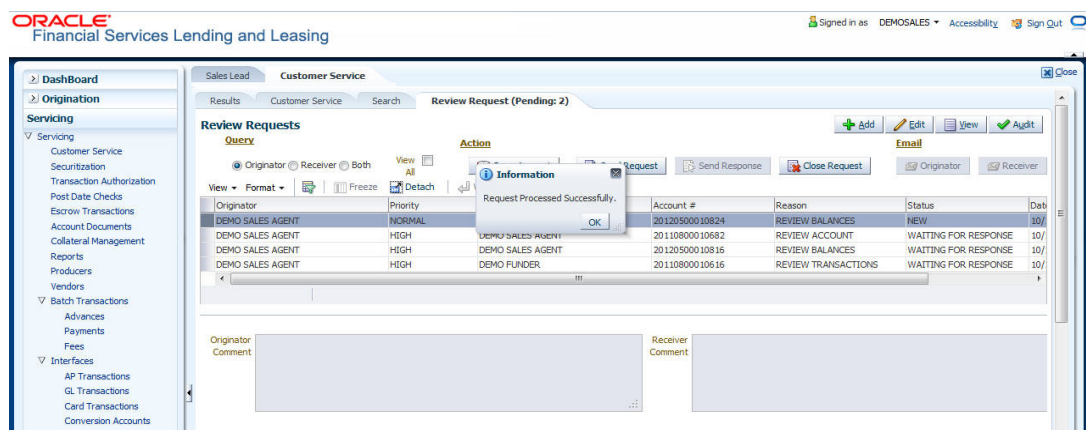 ORACLE
Financial Services Lending and Leasing
Signed in as DEMOSALES Accessibility Sign Out
DashBoard
Origination
Servicing
Servicing
Customer Service
Securitization
Transaction Authorization
Post Date Checks
Escrow Transactions
Account Documents
Collateral Management
Reports
Producers
Vendors
Batch Transactions
Advances
Payments
Fees
Interfaces
AP Transactions
GL Transactions
Card Transactions
Conversion Accounts
Sales Lead Customer Service Close
Results Customer Service Search Review Request (Pending: 2)
Review Requests Add Edit View Audit
Query Action Email
Originator Receiver Both View All Request Send Response Close Request Originator Receiver
View Format Freeze Detach
Information
Request Processed Successfully.
OK
Originator Priority Account # Reason Status
DEMO SALES AGENT NORMAL 20120500010824 REVIEW BALANCES NEW 10/
DEMO SALES AGENT HIGH DEMO SALES AGENT 20110800010682 REVIEW ACCOUNT WAITING FOR RESPONSE 10/
DEMO SALES AGENT HIGH DEMO SALES AGENT 20120500010816 REVIEW BALANCES WAITING FOR RESPONSE 10/
DEMO SALES AGENT HIGH DEMO FUNDER 20110800010616 REVIEW TRANSACTIONS WAITING FOR RESPONSE 10/
Originator Comment
Receiver Comment